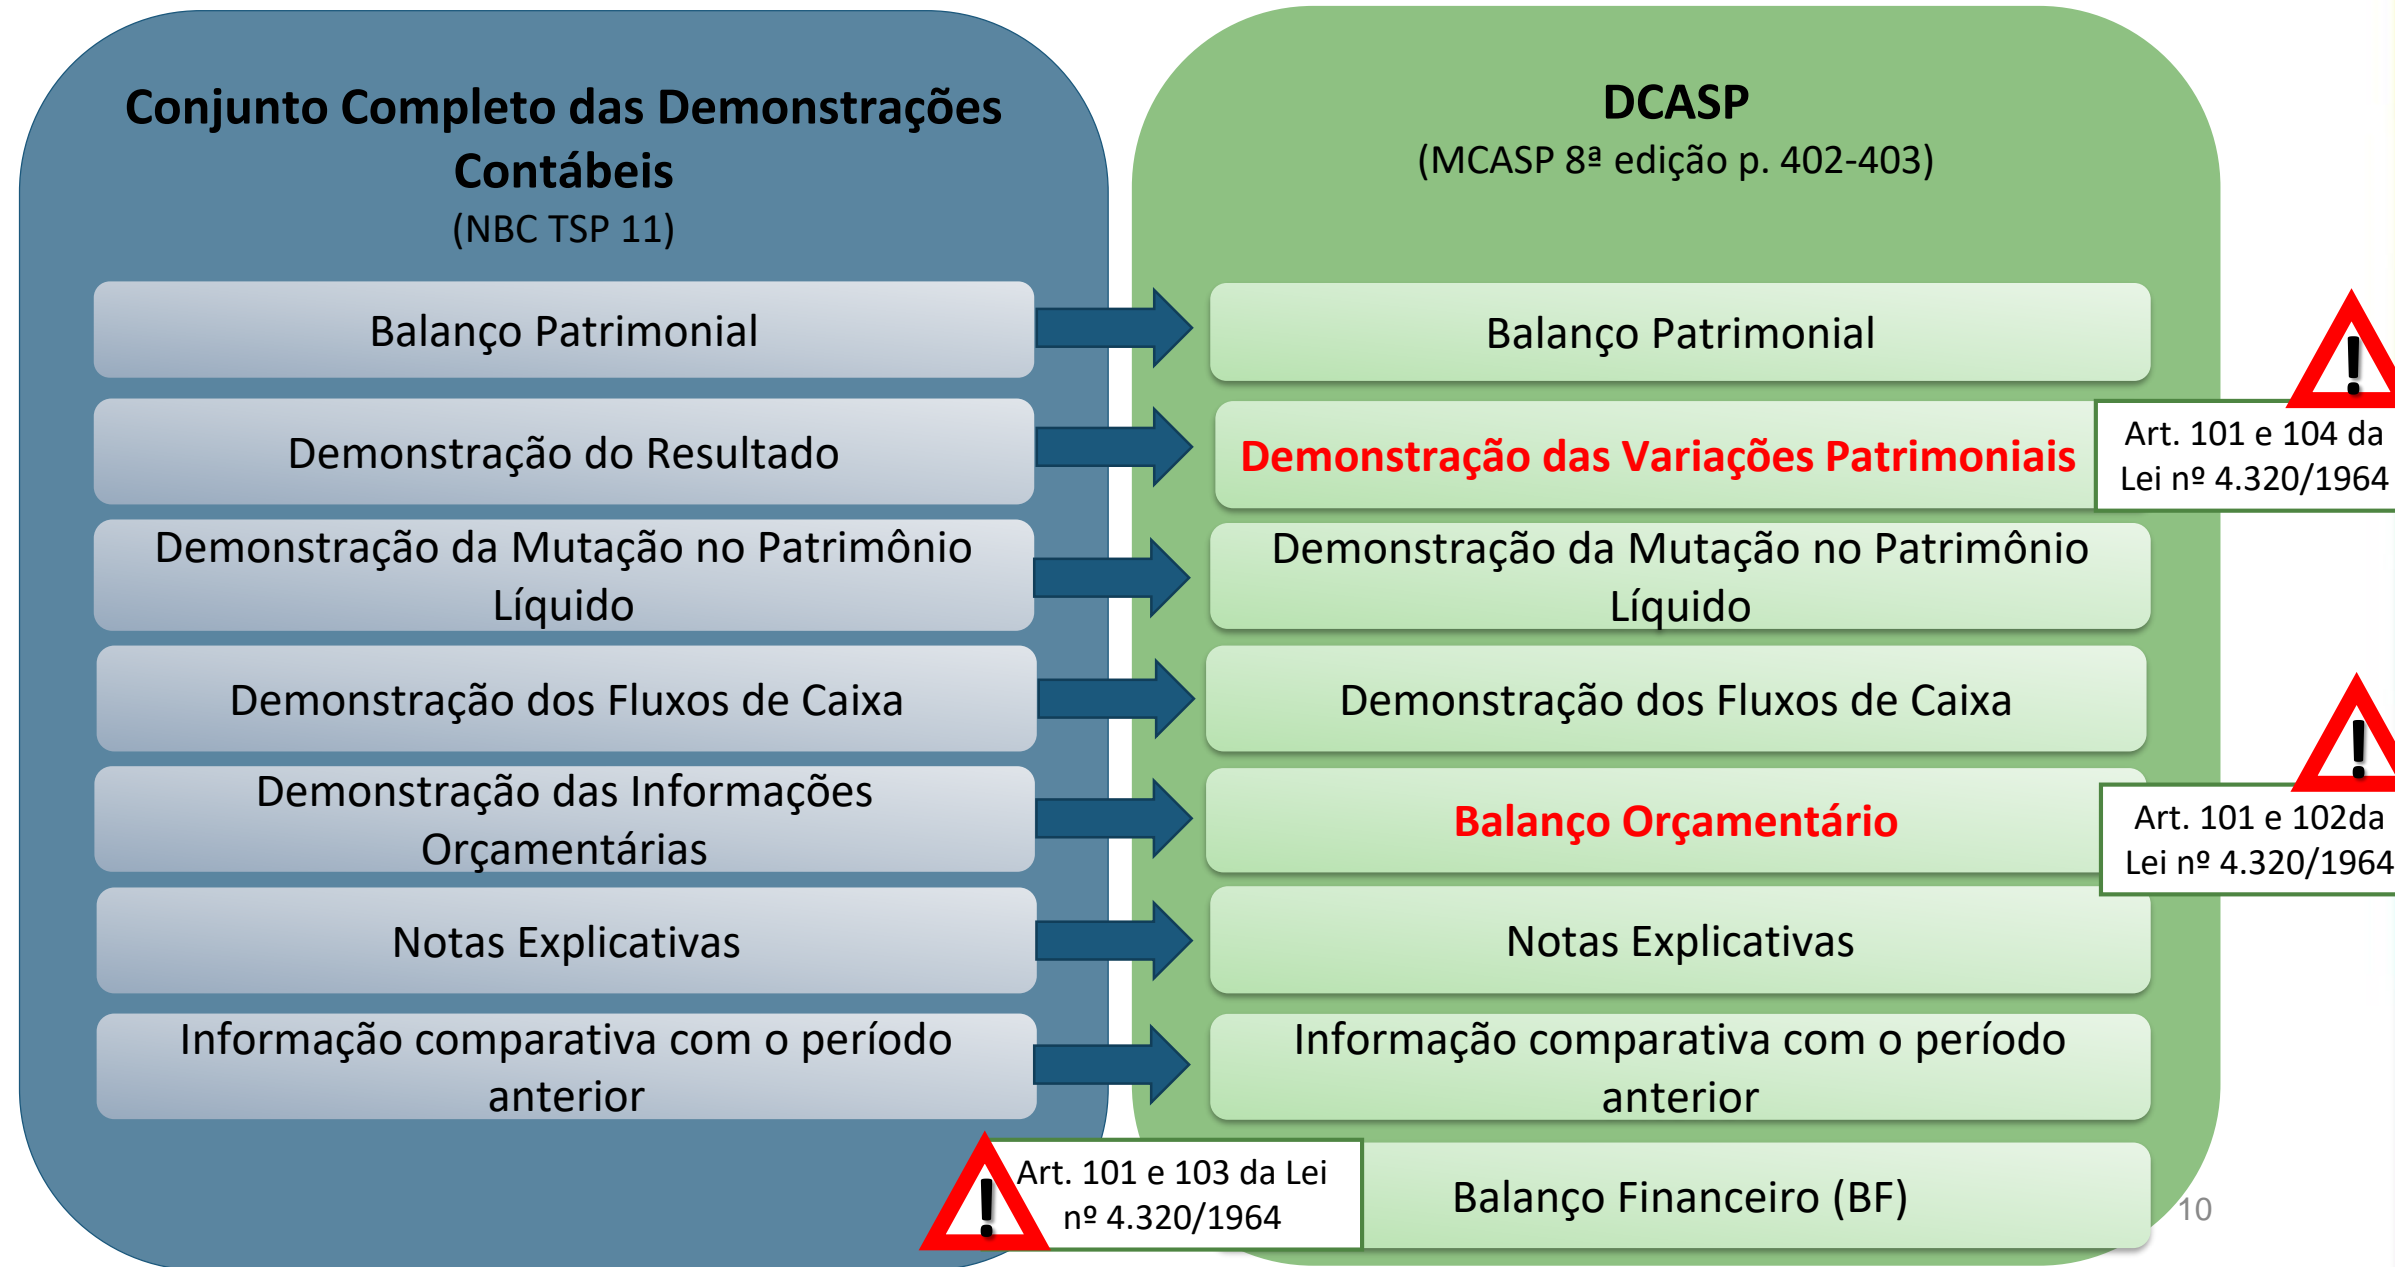 Conjunto Completo das Demonstrações
Contábeis
(NBC TSP 11)
Balanço Patrimonial
Demonstração do Resultado
Demonstração da Mutação no Patrimônio
Líquido
Demonstração dos Fluxos de Caixa
Demonstração das Informações
Orçamentárias
Notas Explicativas
Informação comparativa com o período
anterior
DCASP
(MCASP 8ª edição p. 402-403)
Balanço Patrimonial
Demonstração das Variações Patrimoniais
!
Art. 101 e 104 da
Lei nº 4.320/1964
Demonstração da Mutação no Patrimônio
Líquido
Demonstração dos Fluxos de Caixa
Balanço Orçamentário
!
Art. 101 e 102da
Lei nº 4.320/1964
Notas Explicativas
Informação comparativa com o período
anterior
!
Art. 101 e 103 da Lei
nº 4.320/1964
Balanço Financeiro (BF)
10